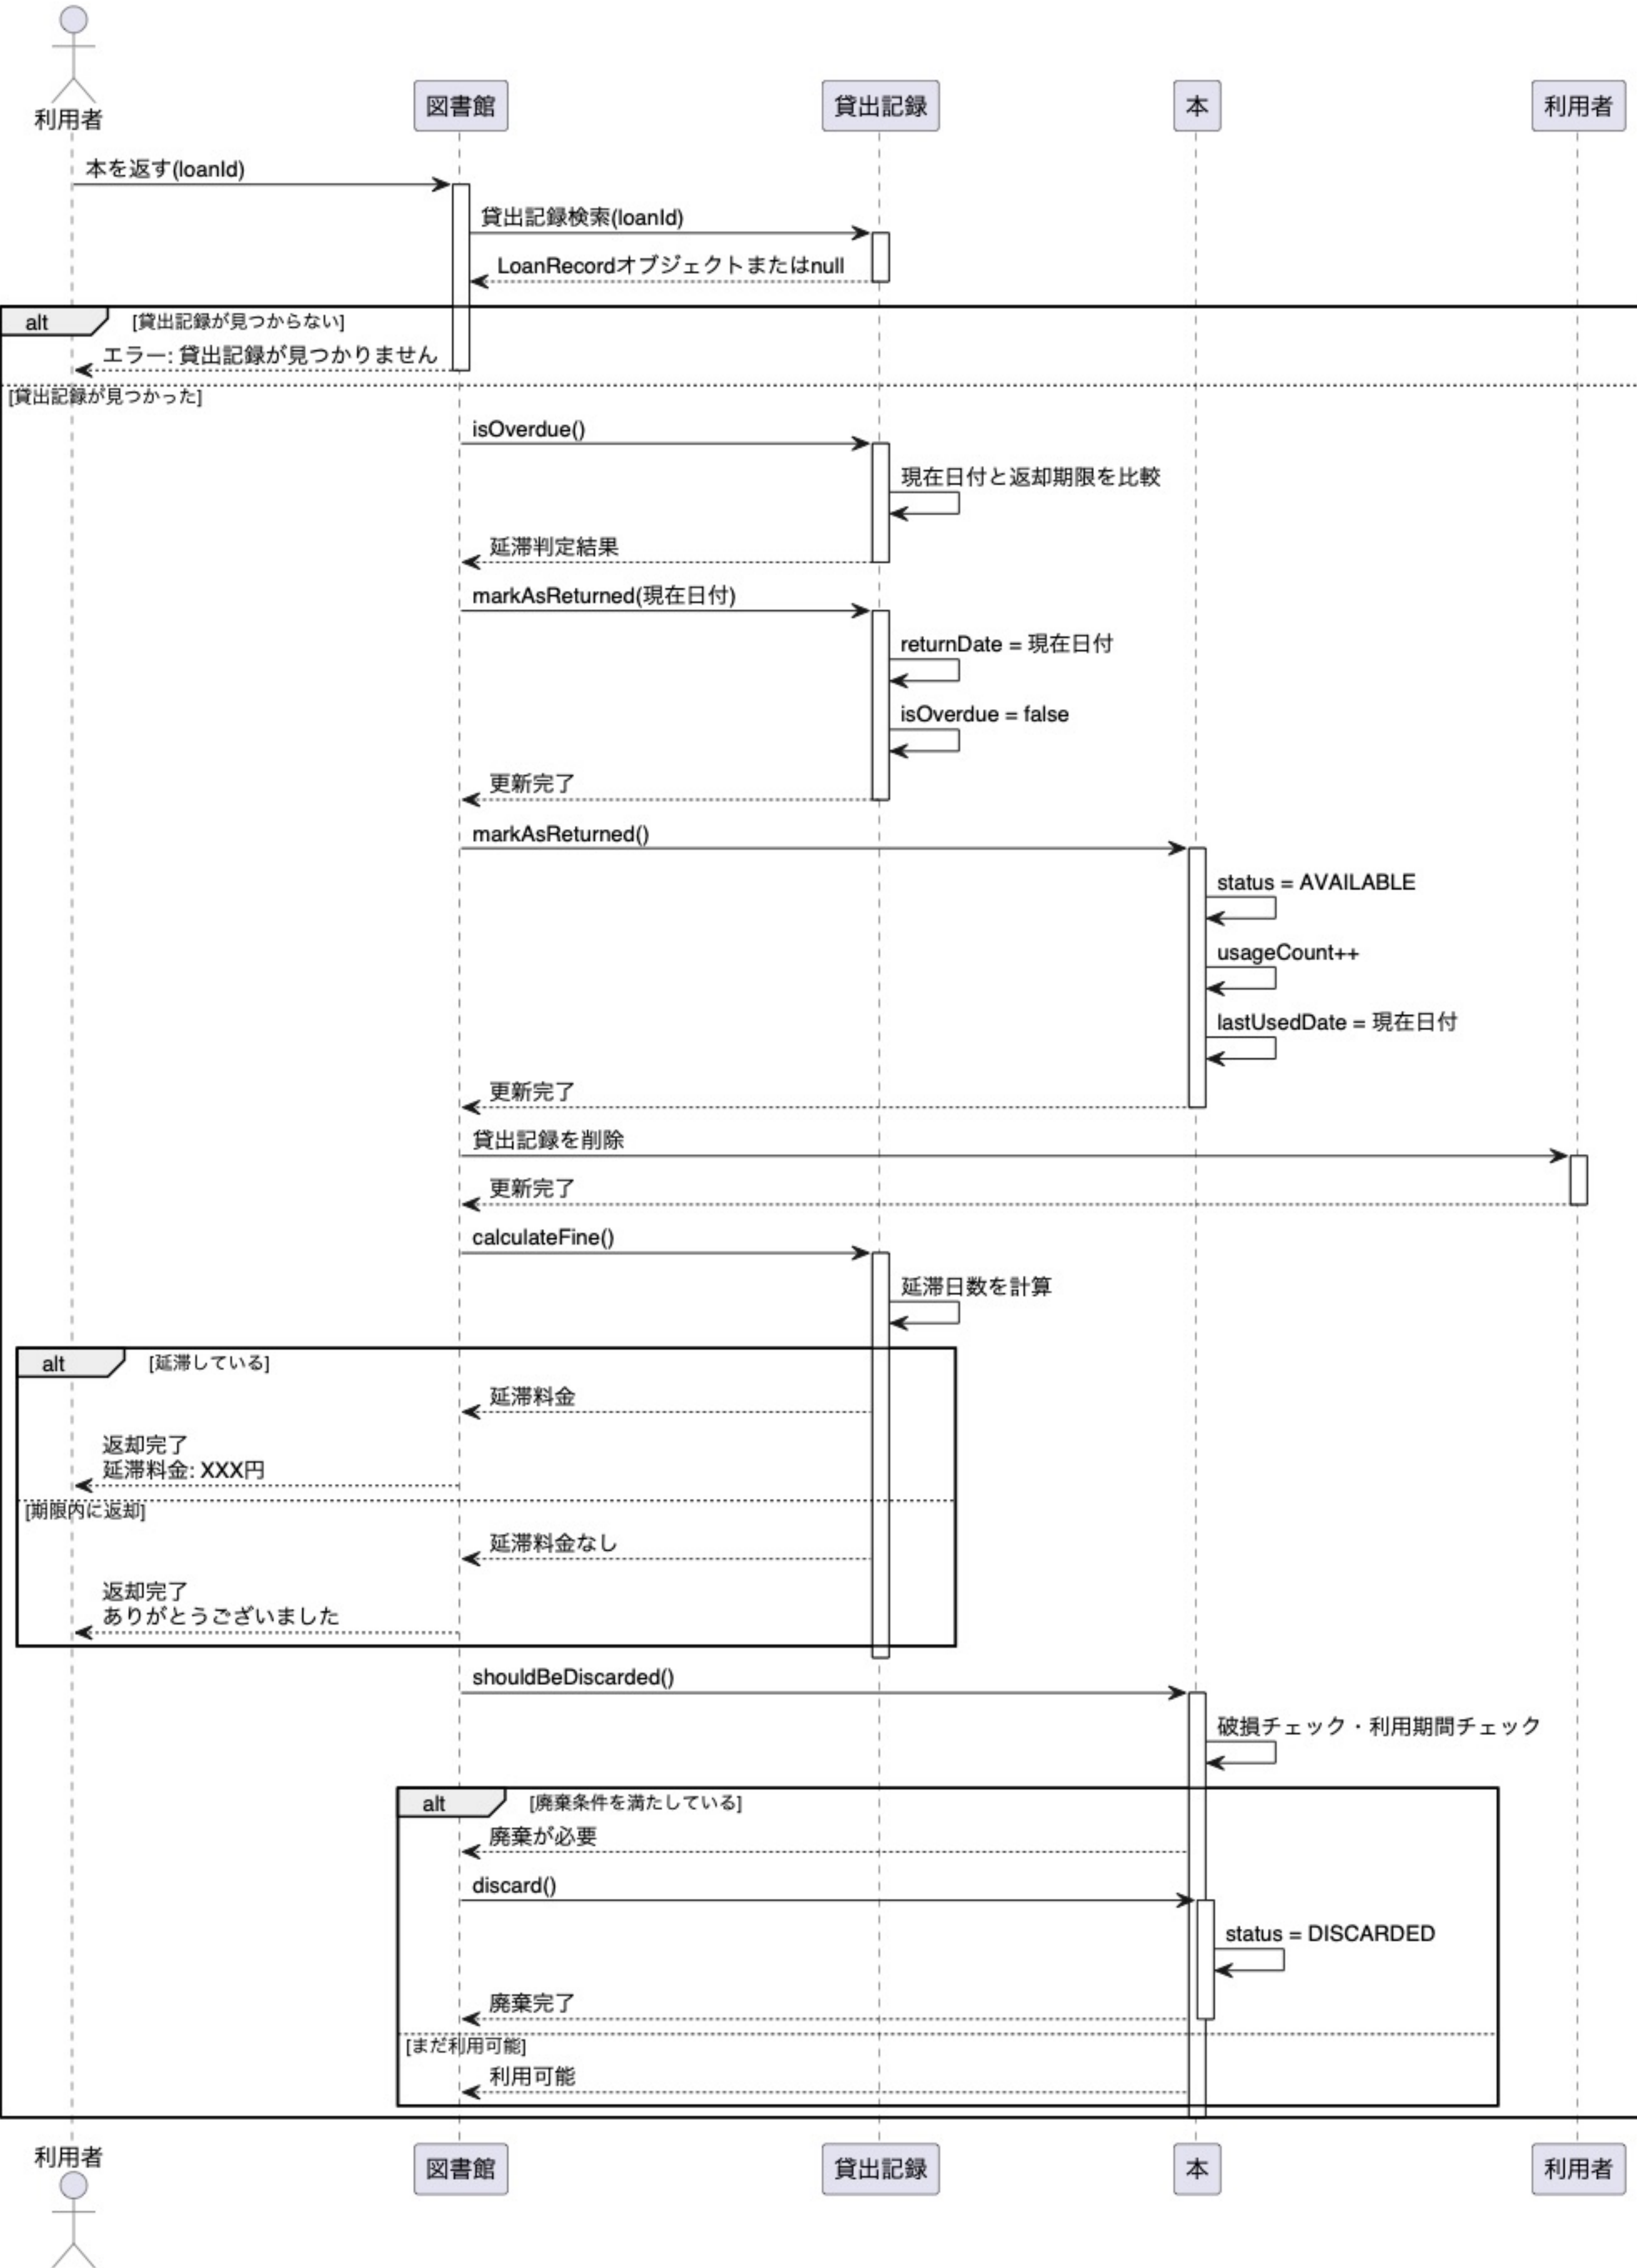 利用者
図書館
貸出記録
本
利用者
本を返す(loanId)
貸出記録検索(loanId)
LoanRecordオブジェクトまたはnull
alt
[貸出記録が見つからない]
エラー: 貸出記録が見つかりません
[貸出記録が見つかった]
isOverdue()
現在日付と返却期限を比較
延滞判定結果
markAsReturned(現在日付)
returnDate = 現在日付
isOverdue = false
更新完了
markAsReturned()
status = AVAILABLE
usageCount++
lastUsedDate = 現在日付
更新完了
貸出記録を削除
更新完了
calculateFine()
延滞日数を計算
alt
[延滞している]
延滞料金
返却完了
延滞料金: XXX円
[期限内に返却]
延滞料金なし
返却完了
ありがとうございました
shouldBeDiscarded()
破損チェック・利用期間チェック
alt
[廃棄条件を満たしている]
廃棄が必要
discard()
status = DISCARDED
廃棄完了
[まだ利用可能]
利用可能
利用者
図書館
貸出記録
本
利用者